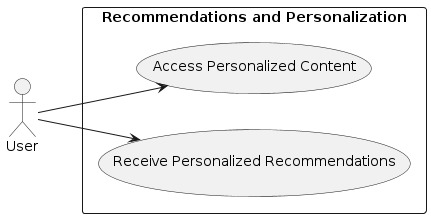 Recommendations and Personalization
Access Personalized Content
User
Receive Personalized Recommendations